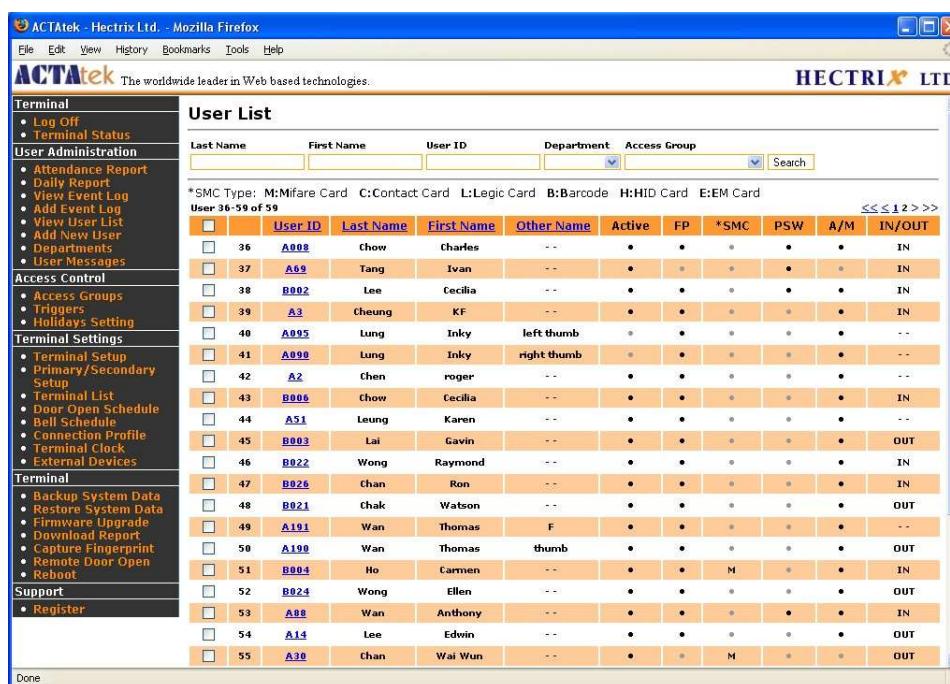 ACTAtek - Hectrix Ltd. - Mozilla Firefox
File Edit View History Bookmarks Tools Help
ACTAtek The worldwide leader in Web based technologies.
HECTRIX LTD
Terminal
• Log Off
• Terminal Status
User Administration
• Attendance Report
• Daily Report
• View Event Log
• Add Event Log
• View User List
• Add New User
• Departments
• User Messages
Access Control
• Access Groups
• Triggers
• Holidays Setting
Terminal Settings
• Terminal Setup
• Primary/Secondary
Setup
• Terminal List
• Door Open Schedule
• Bell Schedule
• Connection Profile
• Terminal Clock
• External Devices
Terminal
• Backup System Data
• Restore System Data
• Firmware Upgrade
• Download Report
• Capture Fingerprint
• Remote Door Open
• Reboot
Support
• Register
User List
Last Name First Name User ID Department Access Group
Search
*SMC Type: M:Mifare Card C:Contact Card L:Legic Card B:Barcode H:HID Card E:EM Card
User 36-59 of 59 << < 1 2 > >>
User ID Last Name First Name Other Name Active FP *SMC PSW A/M IN/OUT
36 A008 Chow Charles - - • • • • • IN
37 A69 Tang Ivan - - • • • • • IN
38 B002 Lee Cecilia - - • • • • • IN
39 A3 Cheung KF - - • • • • • IN
40 A095 Lung Inky left thumb • • • • • - -
41 A090 Lung Inky right thumb • • • • • - -
42 A2 Chen roger - - • • • • • - -
43 B006 Chow Cecilia - - • • • • • IN
44 A51 Leung Karen - - • • • • • - -
45 B003 Lai Gavin - - • • • • • OUT
46 B022 Wong Raymond - - • • • • • IN
47 B026 Chan Ron - - • • • • • IN
48 B021 Chak Watson - - • • • • • OUT
49 A191 Wan Thomas F • • • • • - -
50 A190 Wan Thomas thumb • • • • • OUT
51 B004 Ho Carmen - - • • M • • IN
52 B024 Wong Ellen - - • • • • • OUT
53 A88 Wan Anthony - - • • • • • IN
54 A14 Lee Edwin - - • • • • • OUT
55 A30 Chan Wai Wun - - • • M • • OUT
Done